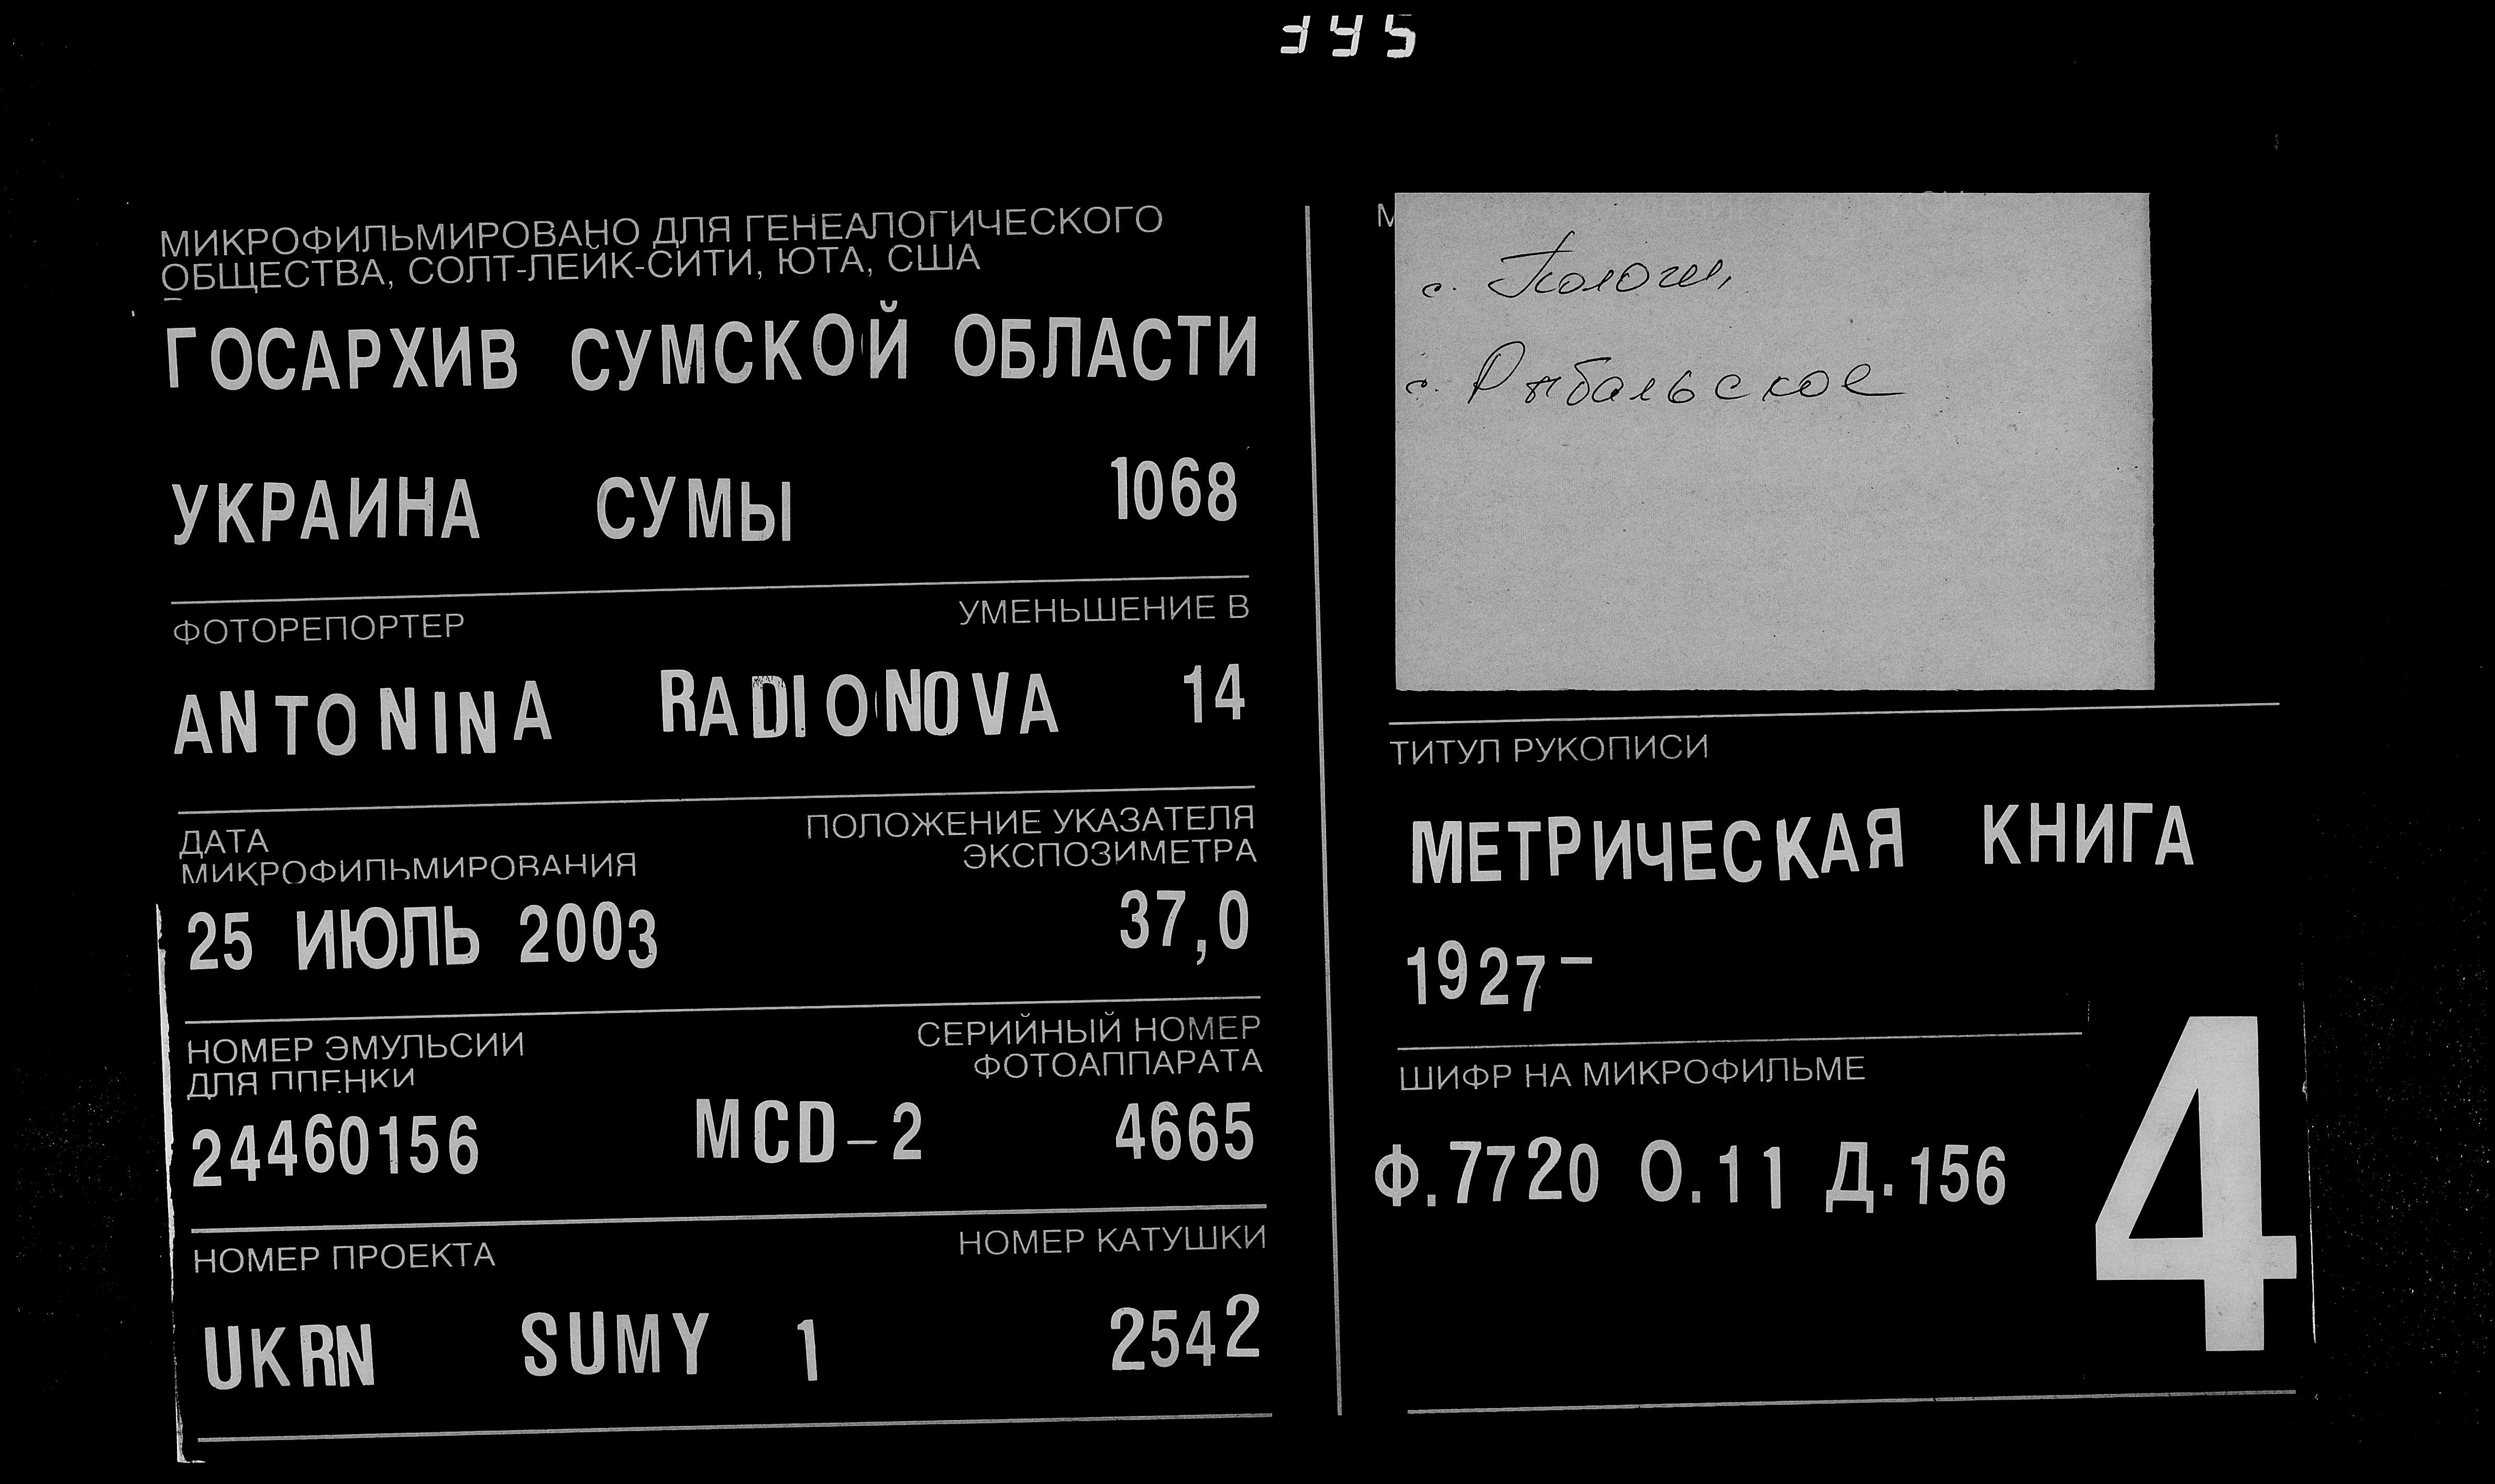 345
МИКРОФИЛЬМИРОВАНО ДЛЯ ГЕНЕАЛОГИЧЕСКОГО
ОБЩЕСТВА, СОЛТ-ЛЕЙК-СИТИ, ЮТА, США
ГОСАРХИВ СУМСКОЙ ОБЛАСТИ
УКРАИНА СУМЫ 1068
ФОТОРЕПОРТЕР УМЕНЬШЕНИЕ В
ANTONINA RADIONOVA 14
ДАТА
МИКРОФИЛЬМИРОВАНИЯ
ПОЛОЖЕНИЕ УКАЗАТЕЛЯ
ЭКСПОЗИМЕТРА
25 ИЮЛЬ 2003 37,0
НОМЕР ЭМУЛЬСИИ
ДЛЯ ПЛЕНКИ
СЕРИЙНЫЙ НОМЕР
ФОТОАППАРАТА
24460156 MCD-2 4665
НОМЕР ПРОЕКТА НОМЕР КАТУШКИ
UKRN SUMY 1 2542
с. Пологи,
с. Рыбальское
ТИТУЛ РУКОПИСИ
МЕТРИЧЕСКАЯ КНИГА
1927-
ШИФР НА МИКРОФИЛЬМЕ
Ф.7720 О.11 Д.156
4